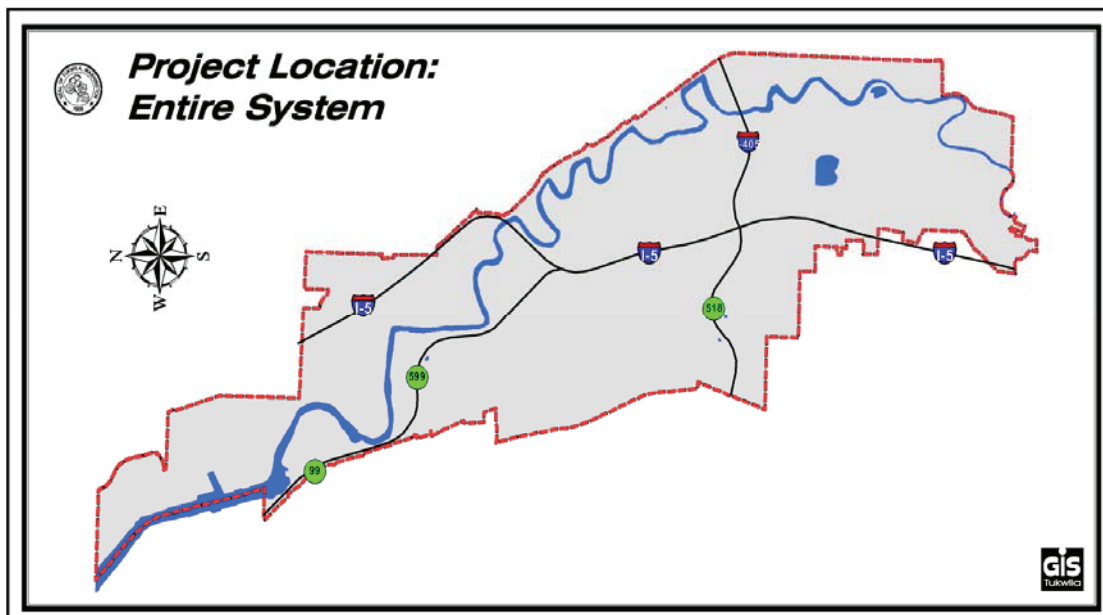 Project Location:
Entire System
E
N
S
W
I-405
I-5
I-5
I-5
518
599
99
GIS
Tukwila